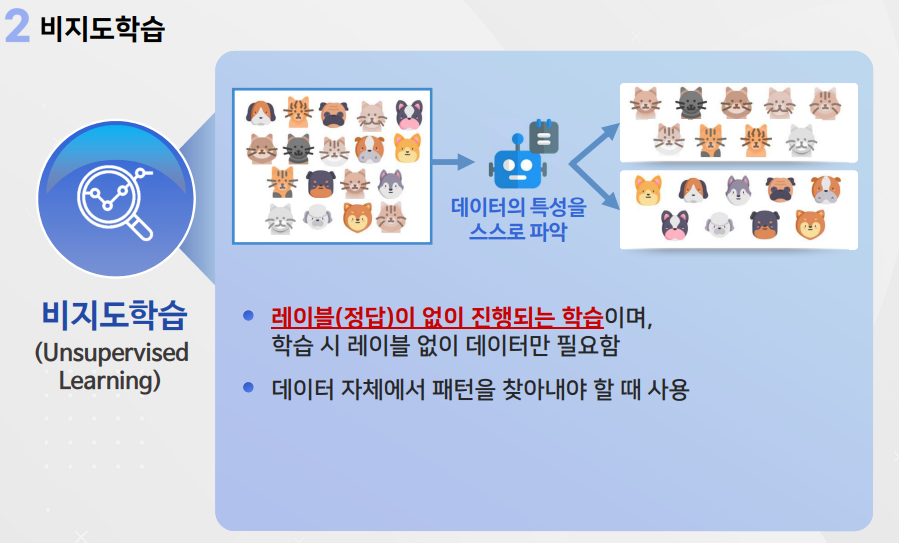 2 비지도학습
데이터의 특성을
스스로 파악
비지도학습
(Unsupervised
Learning)
레이블(정답)이 없이 진행되는 학습이며,
학습 시 레이블 없이 데이터만 필요함
데이터 자체에서 패턴을 찾아내야 할 때 사용